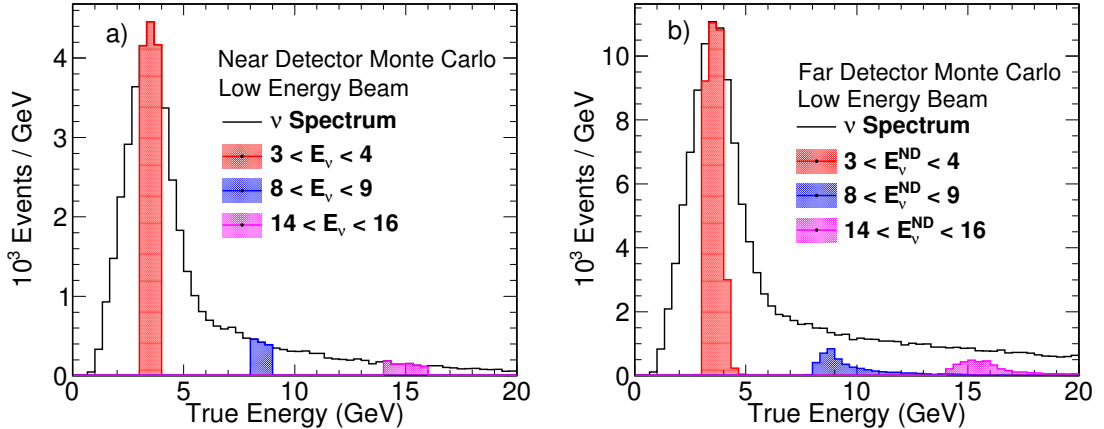 a)
Near Detector Monte Carlo
Low Energy Beam
ν Spectrum
3 < Eν < 4
8 < Eν < 9
14 < Eν < 16
10³ Events / GeV
4
3
2
1
0
0 5 10 15 20
True Energy (GeV)
b)
Far Detector Monte Carlo
Low Energy Beam
ν Spectrum
3 < Eν^ND < 4
8 < Eν^ND < 9
14 < Eν^ND < 16
10³ Events / GeV
10
8
6
4
2
0
0 5 10 15 20
True Energy (GeV)